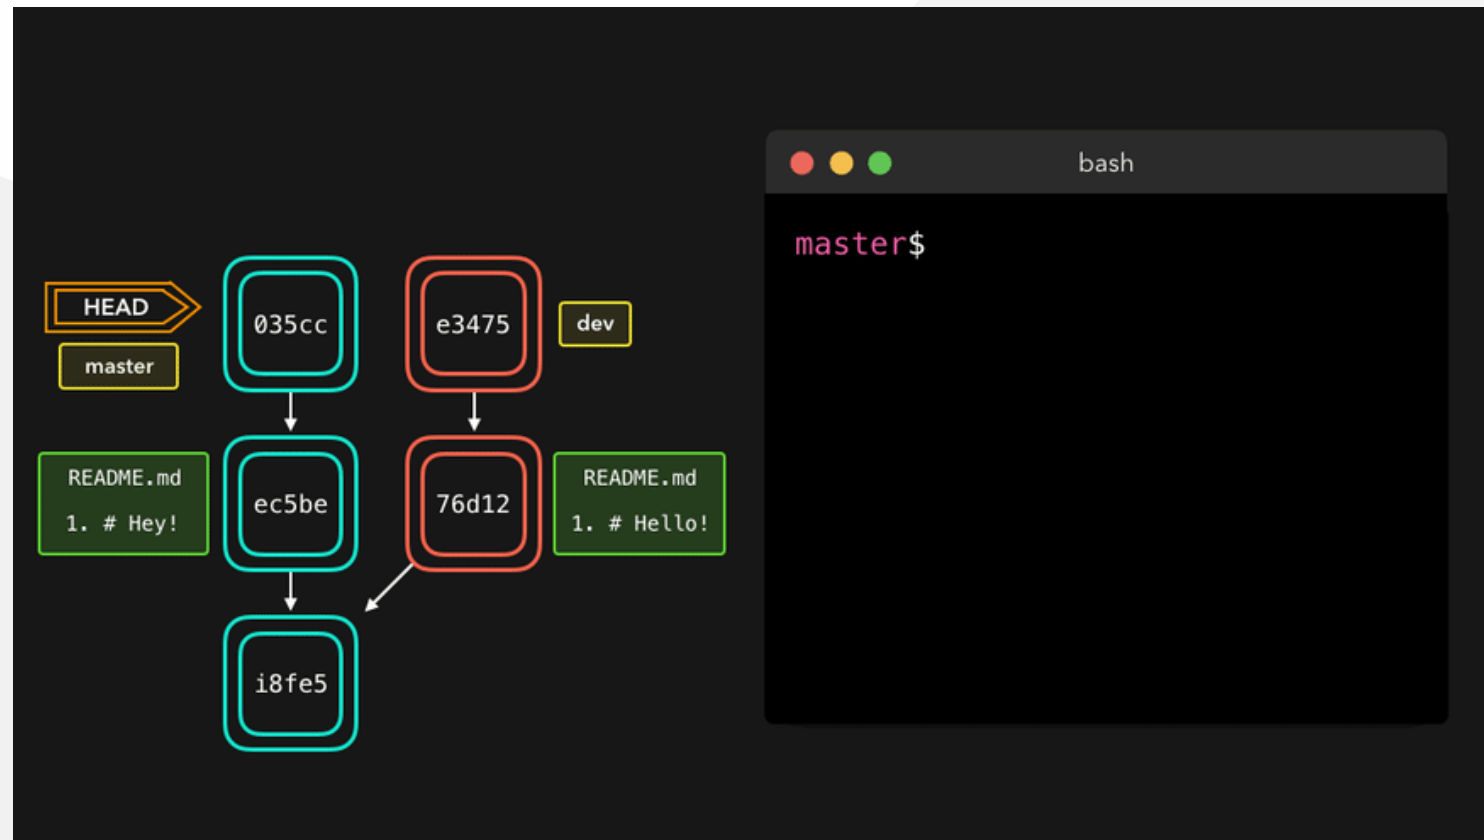 bash
master$
HEAD
035cc
e3475
dev
master
README.md
1. # Hey!
ec5be
76d12
README.md
1. # Hello!
i8fe5